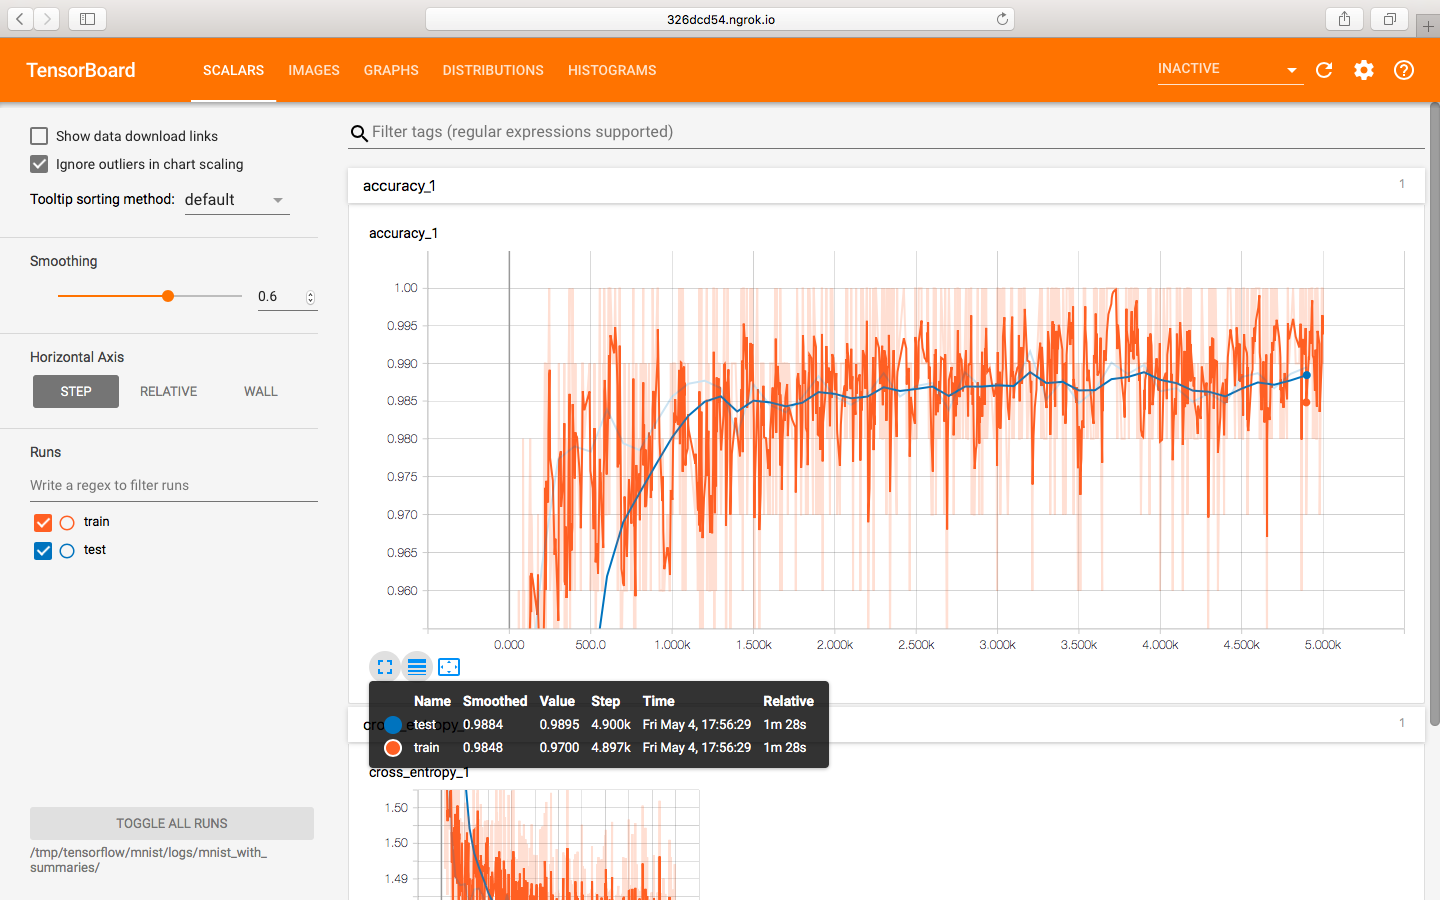 326dcd54.ngrok.io
TensorBoard SCALARS IMAGES GRAPHS DISTRIBUTIONS HISTOGRAMS INACTIVE
Show data download links
Ignore outliers in chart scaling
Tooltip sorting method: default
Smoothing
0.6
Horizontal Axis
STEP RELATIVE WALL
Runs
Write a regex to filter runs
train
test
TOGGLE ALL RUNS
/tmp/tensorflow/mnist/logs/mnist_with_
summaries/
Filter tags (regular expressions supported)
accuracy_1 1
accuracy_1
1.00
0.995
0.990
0.985
0.980
0.975
0.970
0.965
0.960
0.000 500.0 1.000k 1.500k 2.000k 2.500k 3.000k 3.500k 4.000k 4.500k 5.000k
Name Smoothed Value Step Time Relative
test 0.9884 0.9895 4.900k Fri May 4, 17:56:29 1m 28s
train 0.9848 0.9700 4.897k Fri May 4, 17:56:29 1m 28s
1
cross_entropy_1
1.50
1.50
1.49